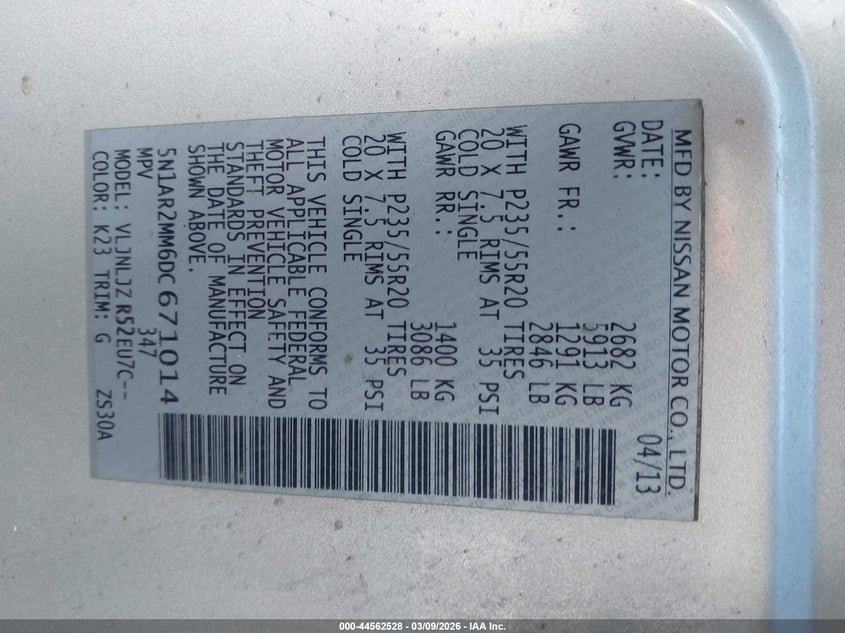 MFD BY NISSAN MOTOR CO., LTD.
DATE: 04/13
GVWR: 2682 KG
5913 LB
GAWR FR.: 1291 KG
2846 LB
WITH P235/55R20 TIRES
20 X 7.5 RIMS AT 35 PSI
COLD SINGLE
GAWR RR.: 1400 KG
3086 LB
WITH P235/55R20 TIRES
20 X 7.5 RIMS AT 35 PSI
COLD SINGLE
THIS VEHICLE CONFORMS TO
ALL APPLICABLE FEDERAL
MOTOR VEHICLE SAFETY AND
THEFT PREVENTION
STANDARDS IN EFFECT ON
THE DATE OF MANUFACTURE
SHOWN ABOVE.
5N1AR2MM6DC671014
MPV 347
MODEL: VLJNLJZ R52EU7C--
COLOR: K23 TRIM: G ZS30A
000-44562528 - 03/09/2026 - IAA Inc.